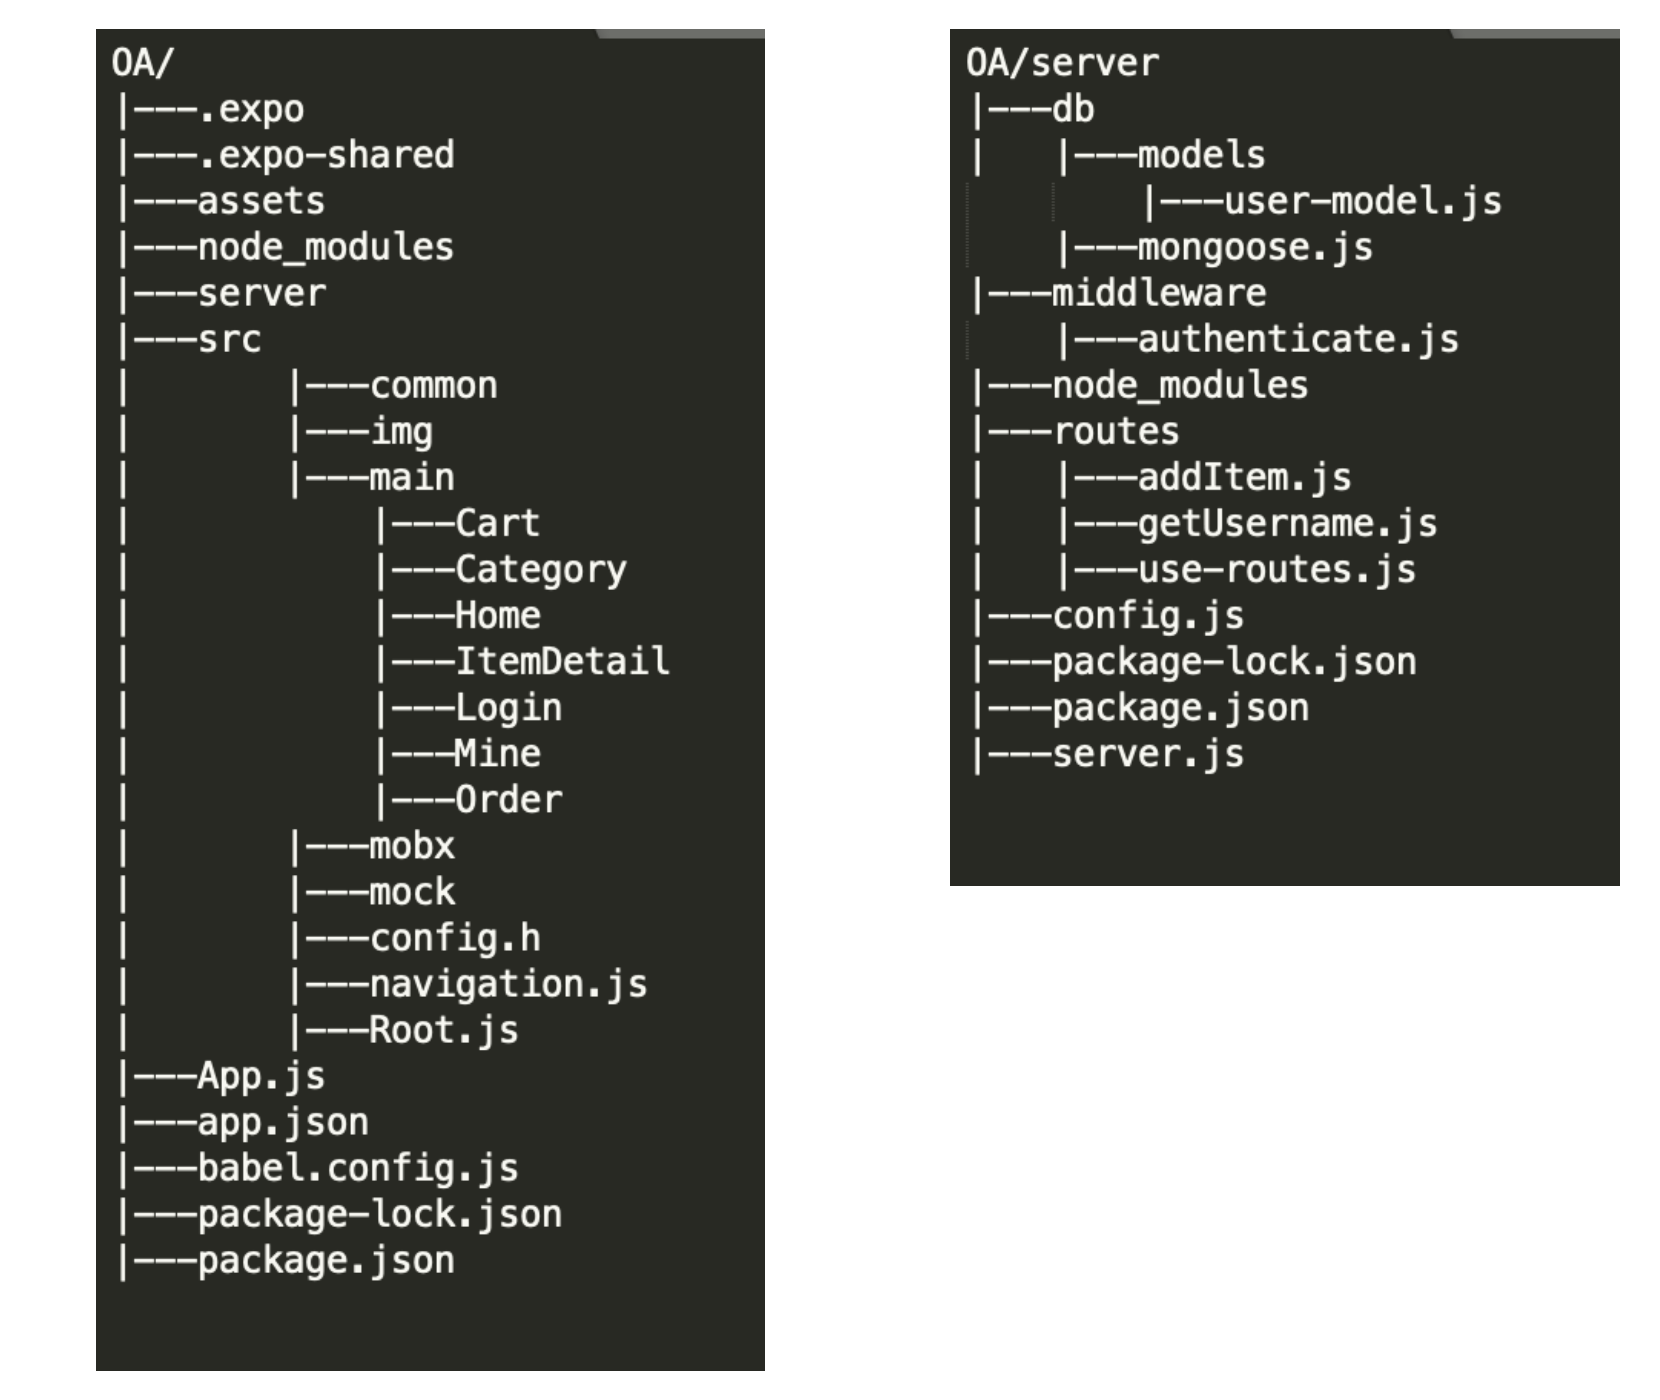 OA/
|---.expo
|---.expo-shared
|---assets
|---node_modules
|---server
|---src
|       |---common
|       |---img
|       |---main
|           |---Cart
|           |---Category
|           |---Home
|           |---ItemDetail
|           |---Login
|           |---Mine
|           |---Order
|       |---mobx
|       |---mock
|       |---config.h
|       |---navigation.js
|       |---Root.js
|---App.js
|---app.json
|---babel.config.js
|---package-lock.json
|---package.json
OA/server
|---db
|   |---models
        |---user-model.js
    |---mongoose.js
|---middleware
    |---authenticate.js
|---node_modules
|---routes
|   |---addItem.js
|   |---getUsername.js
|   |---use-routes.js
|---config.js
|---package-lock.json
|---package.json
|---server.js